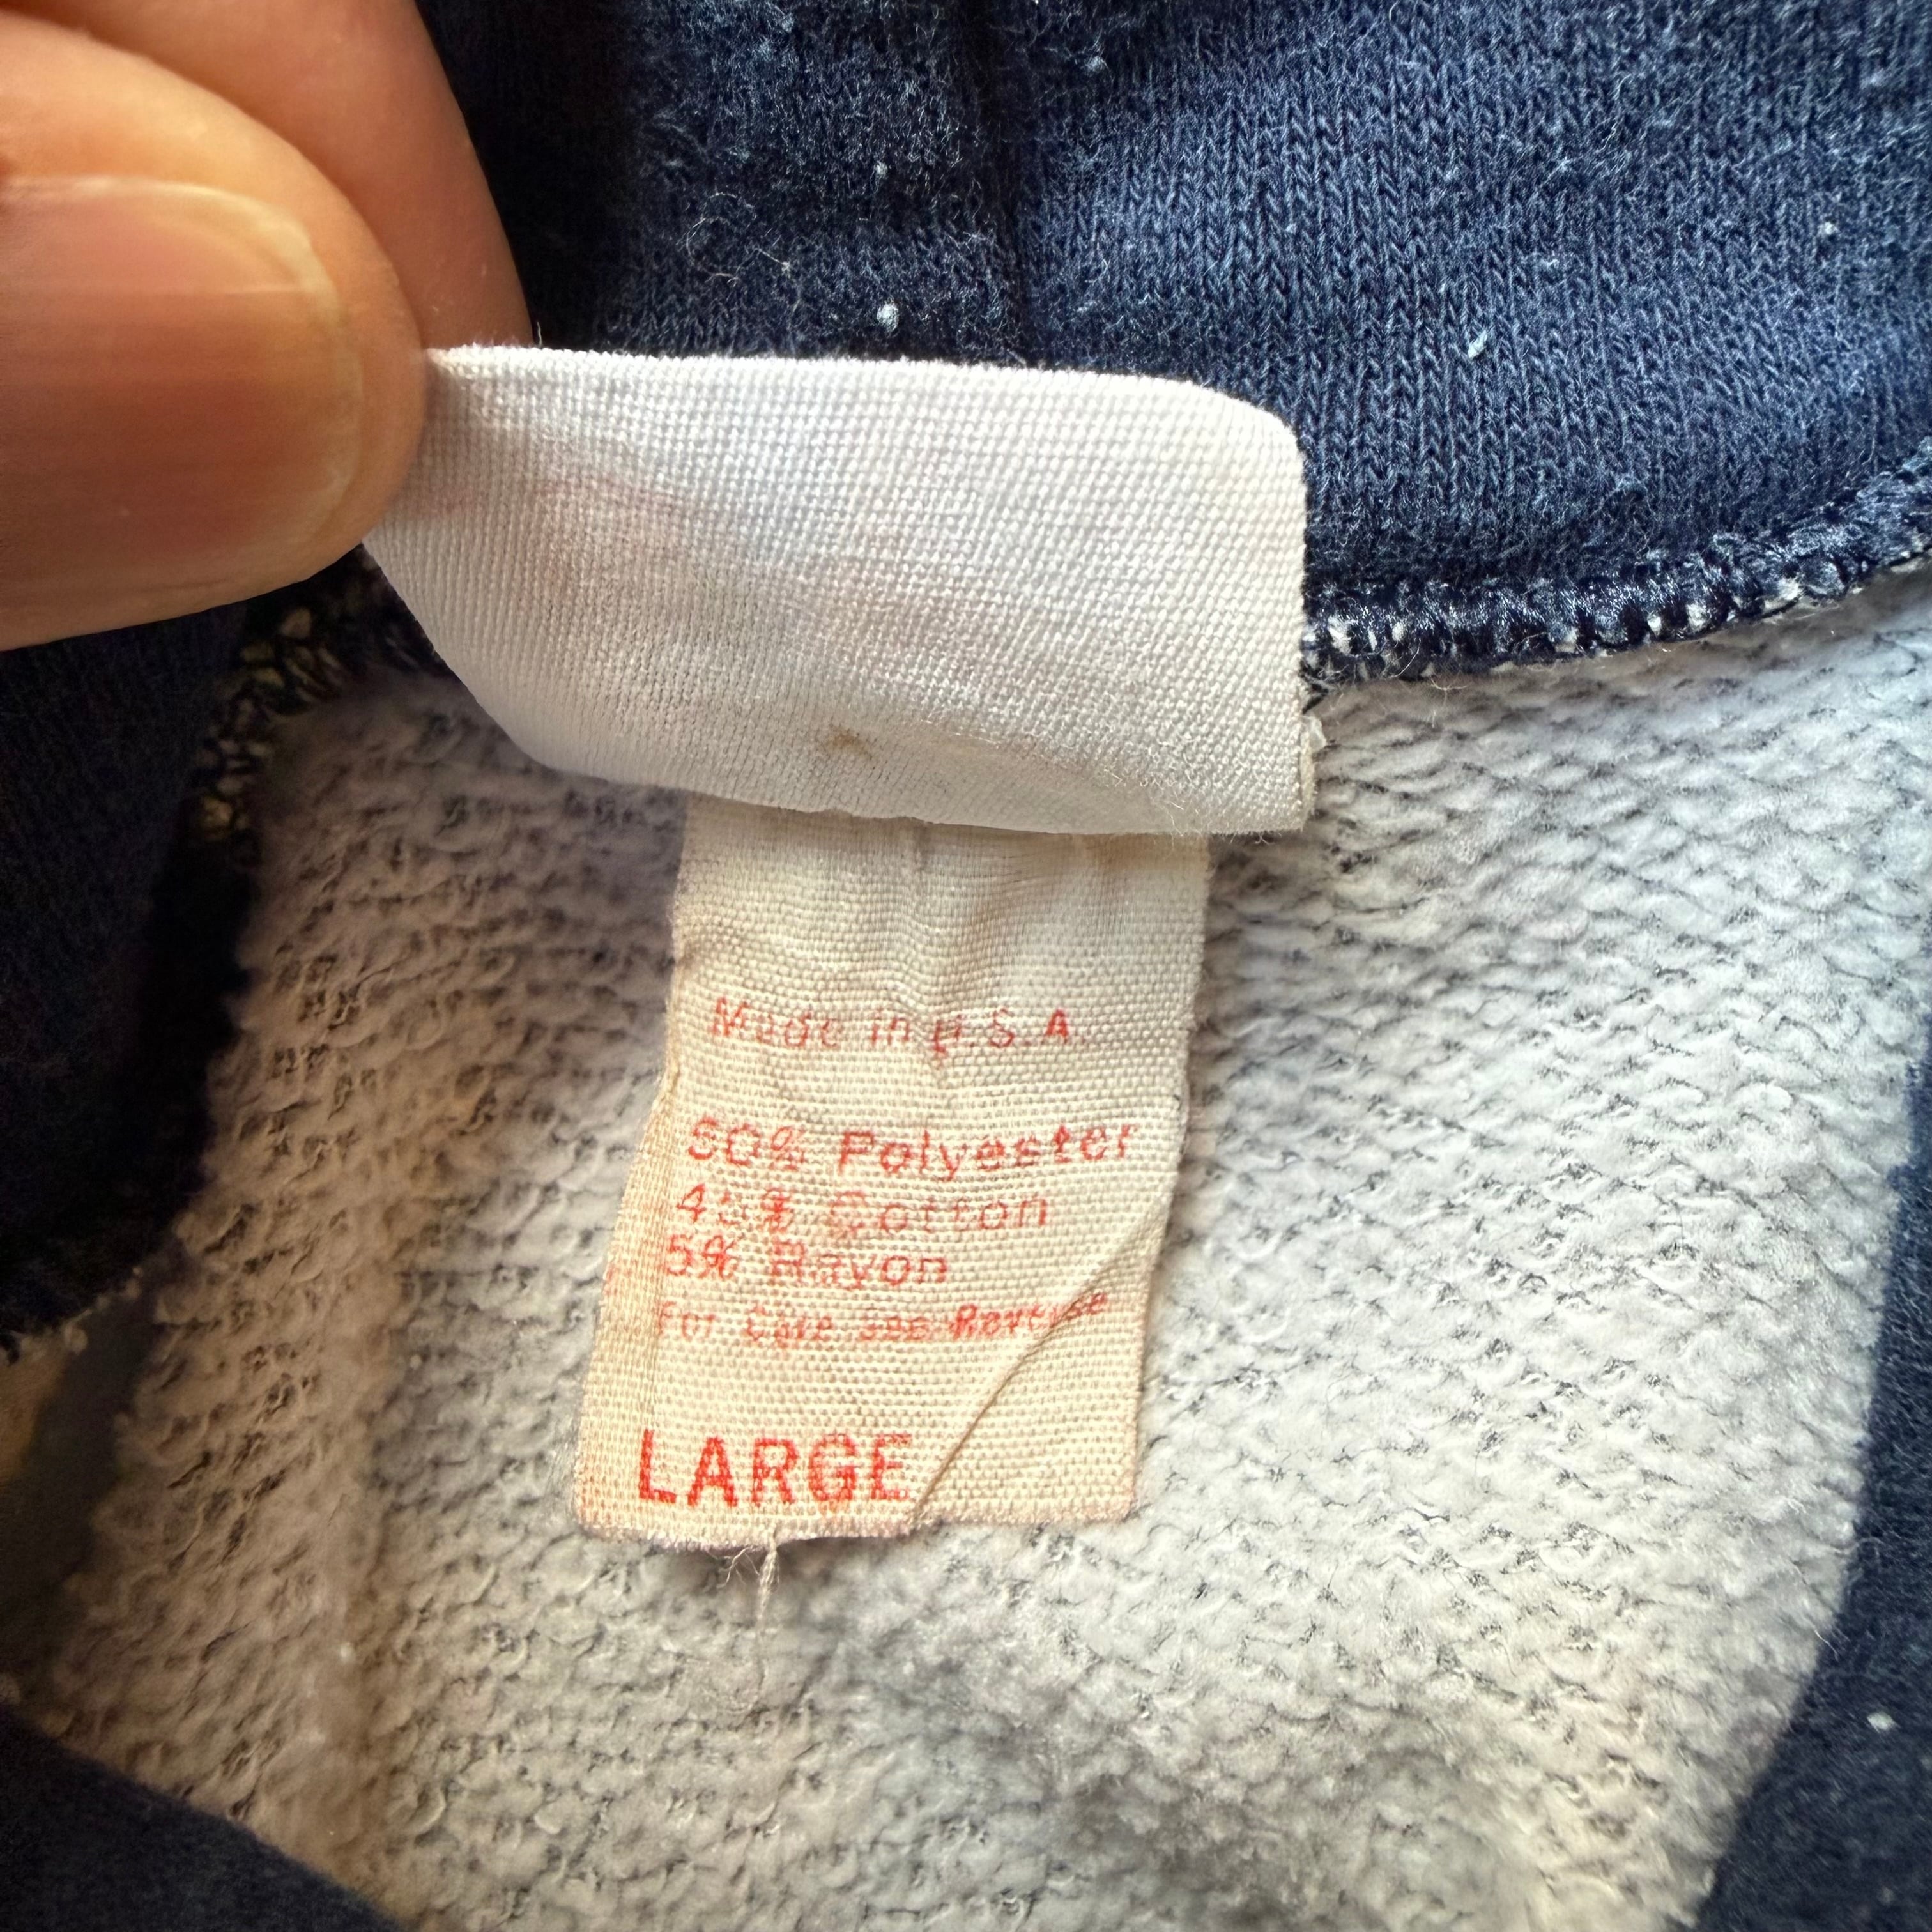 Made in U.S.A.
50% Polyester
45% Cotton
5% Rayon
For Care see Reverse
LARGE